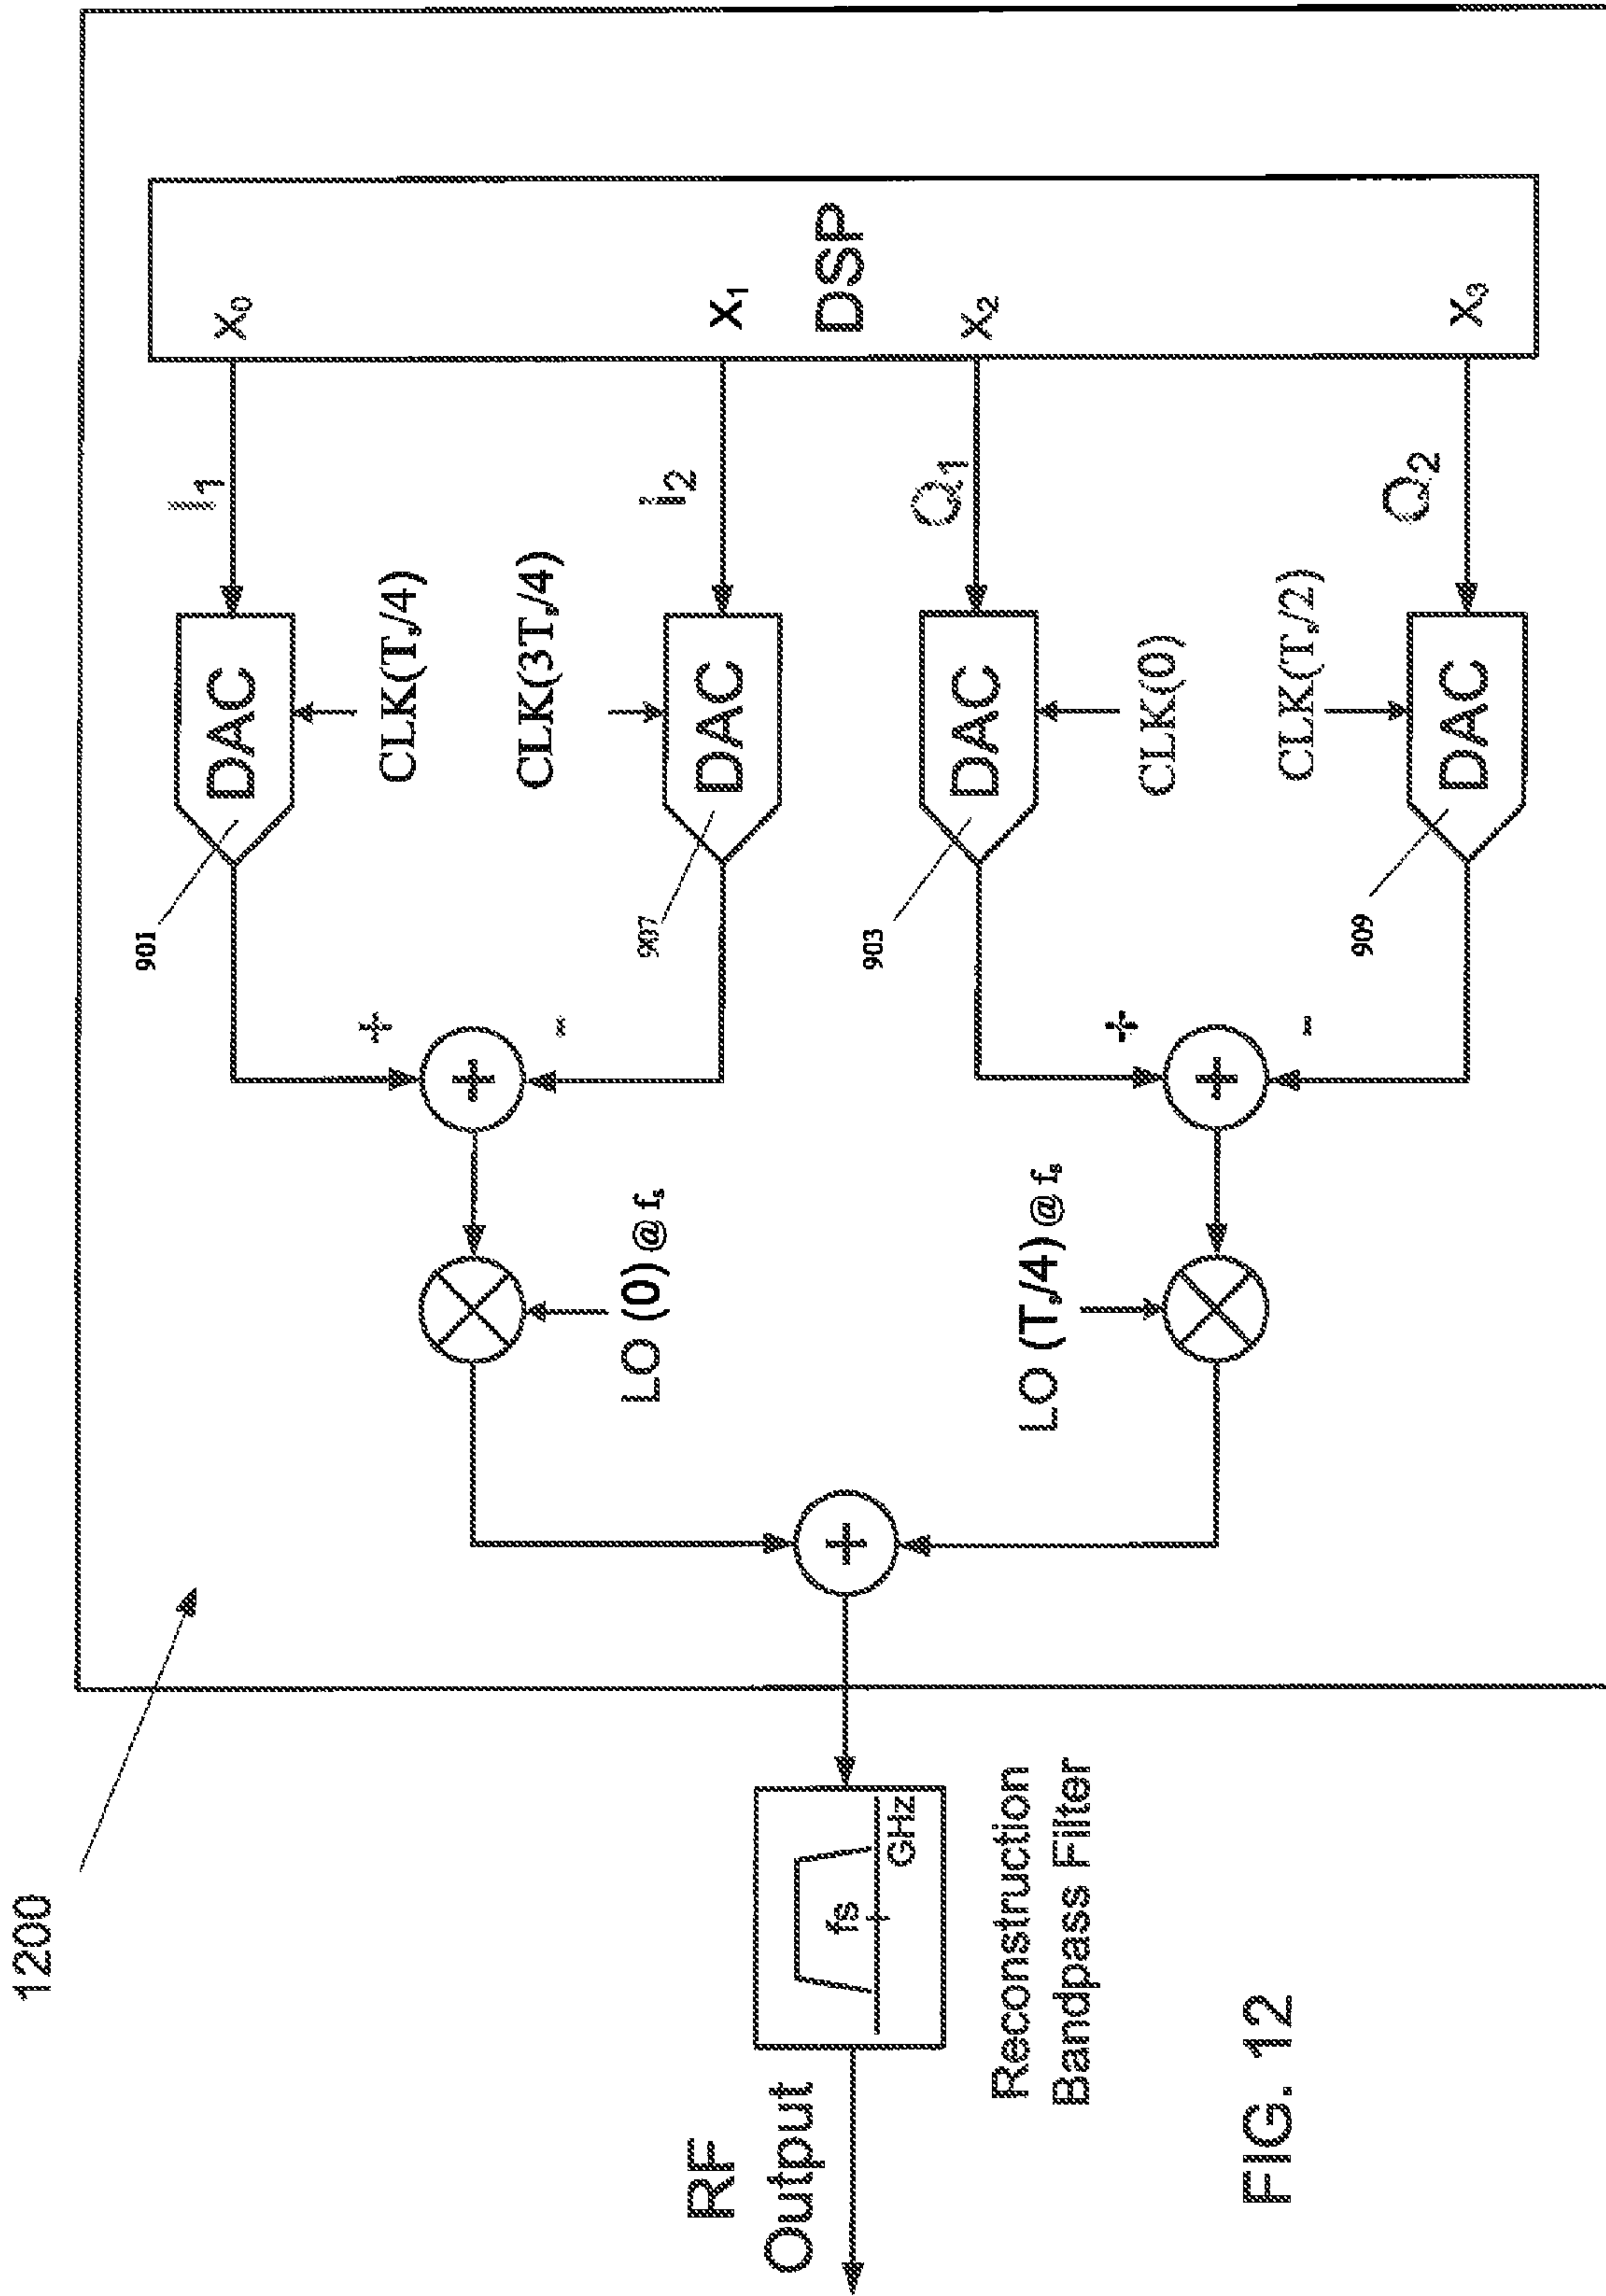 1200
RF
Output
fs
GHz
Reconstruction
Bandpass Filter
+
LO (0) @ fs
LO (Ts/4) @ fs
+
+
-
+
+
-
901
907
903
909
DAC
CLK(Ts/4)
CLK(3Ts/4)
DAC
DAC
CLK(0)
CLK(Ts/2)
DAC
I1
I2
Q1
Q2
X0
X1
DSP
X2
X3
FIG. 12